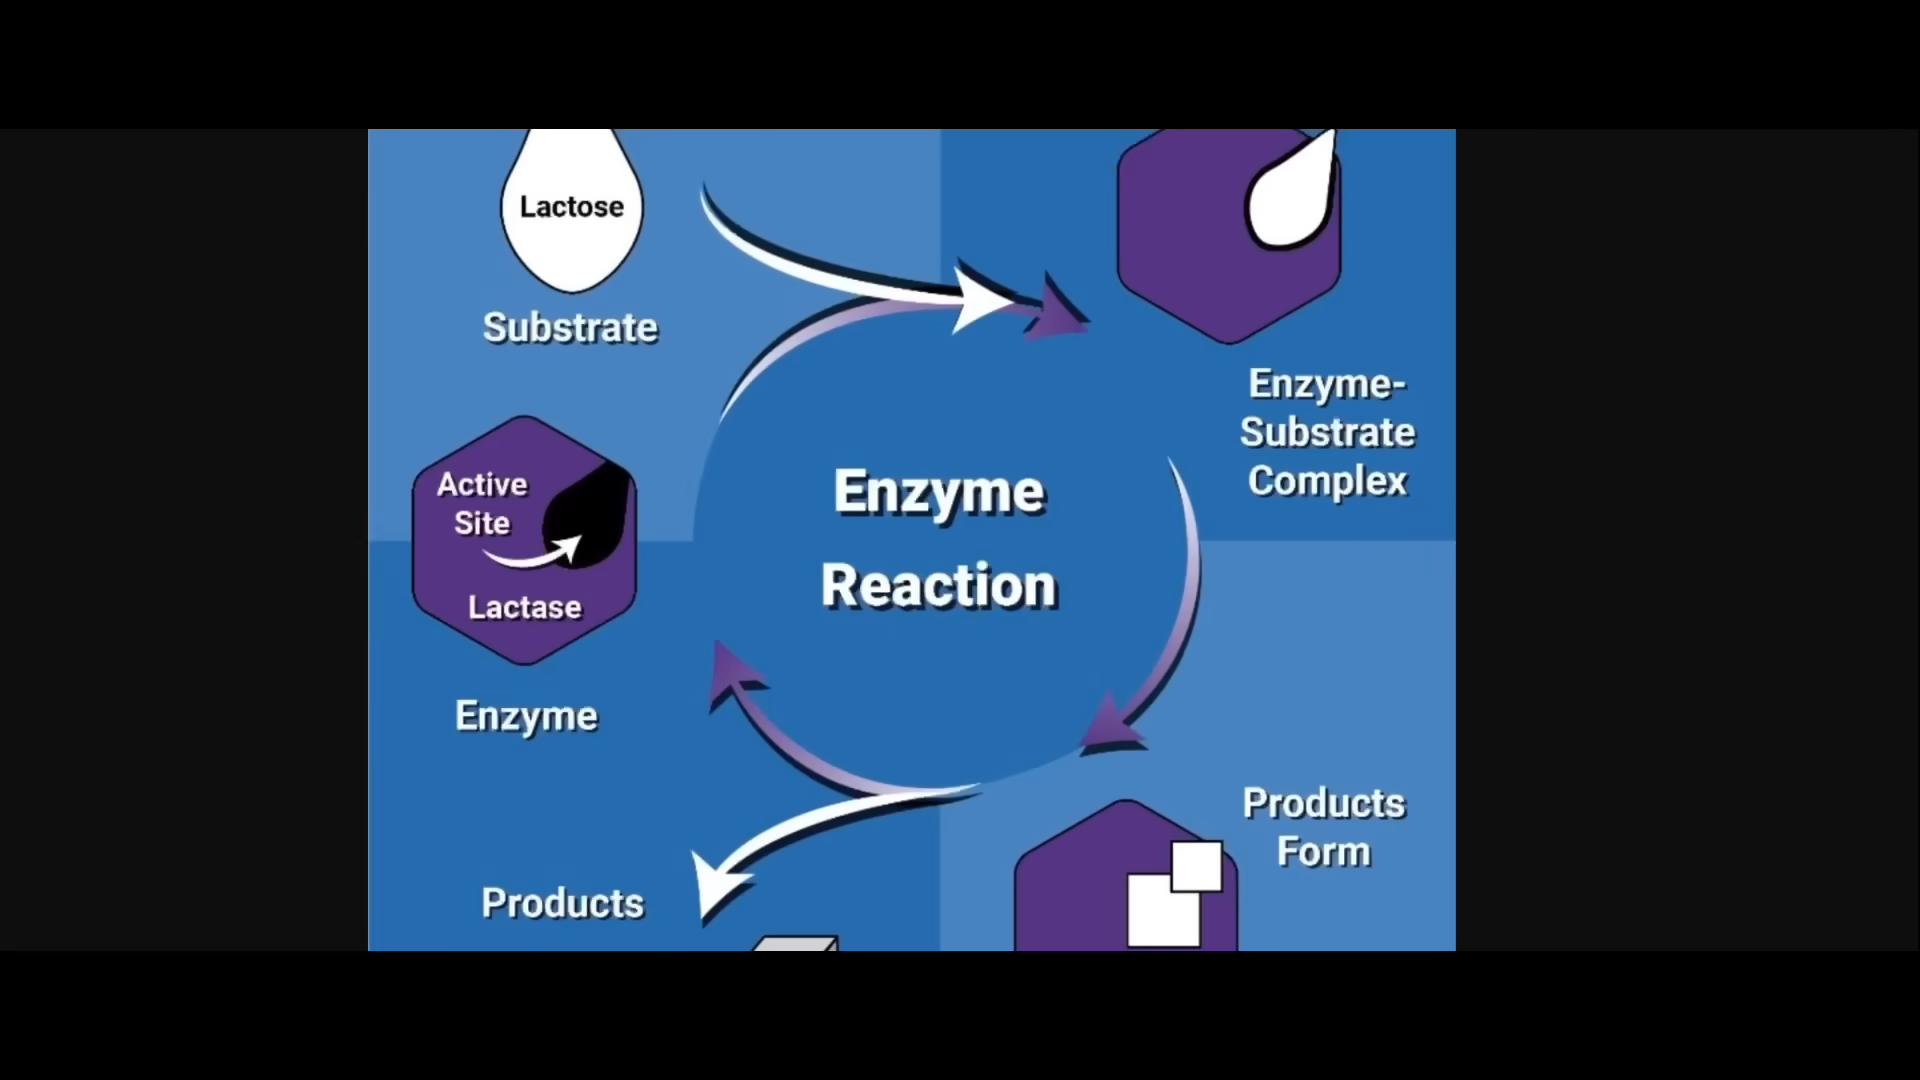 Lactose
Substrate
Enzyme-
Substrate
Complex
Active
Site
Lactase
Enzyme
Enzyme
Reaction
Products
Form
Products